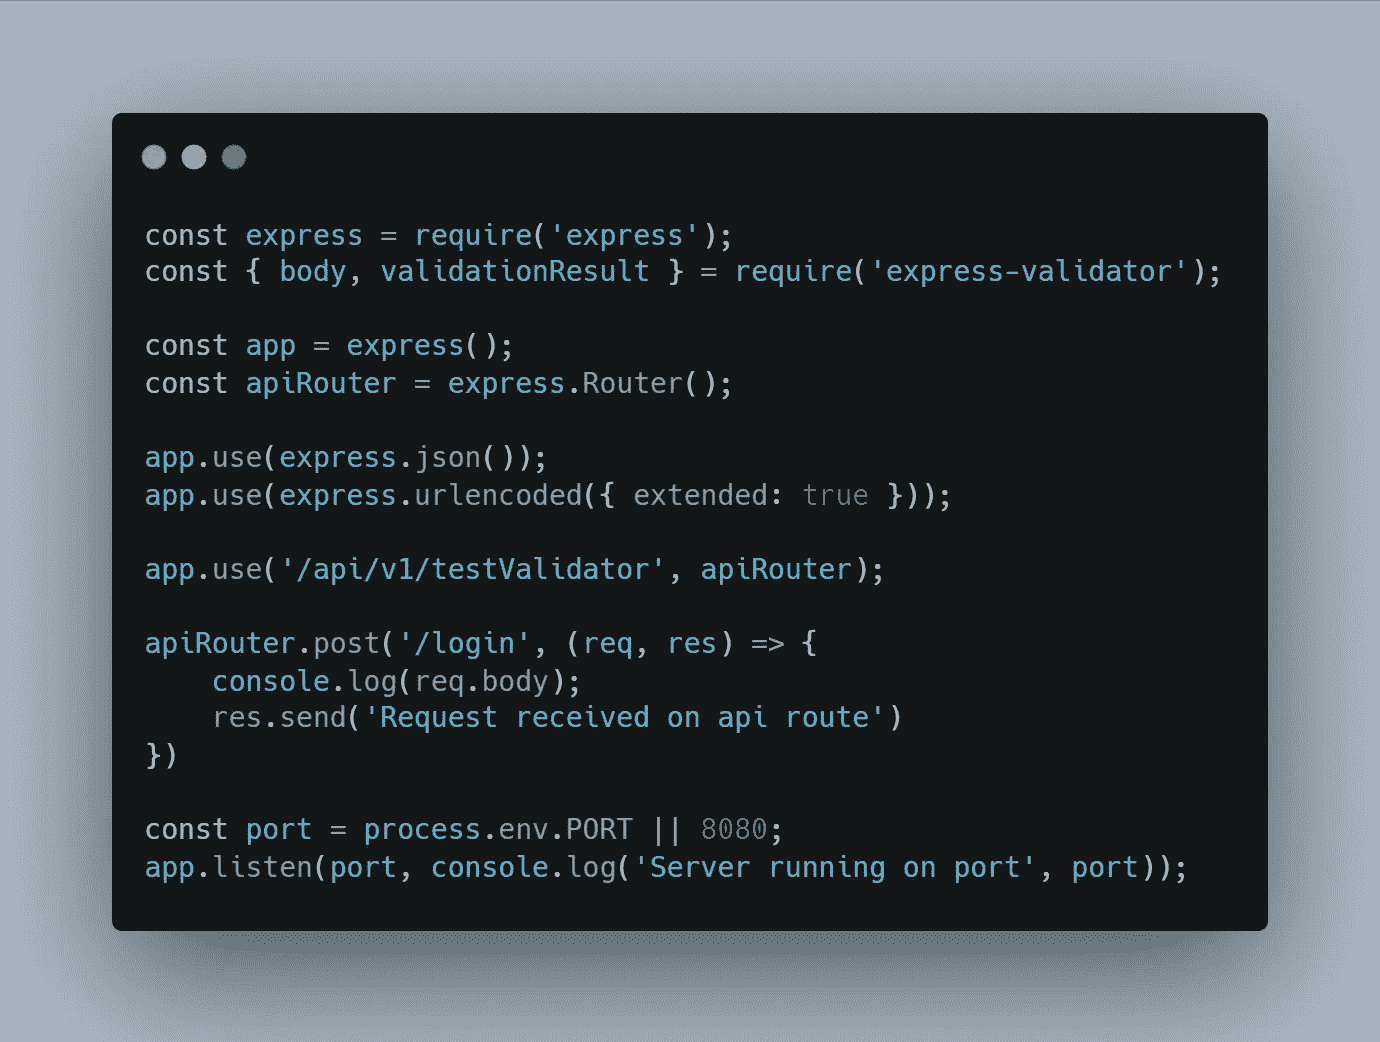 const express = require('express');
const { body, validationResult } = require('express-validator');

const app = express();
const apiRouter = express.Router();

app.use(express.json());
app.use(express.urlencoded({ extended: true }));

app.use('/api/v1/testValidator', apiRouter);

apiRouter.post('/login', (req, res) => {
    console.log(req.body);
    res.send('Request received on api route')
})

const port = process.env.PORT || 8080;
app.listen(port, console.log('Server running on port', port));